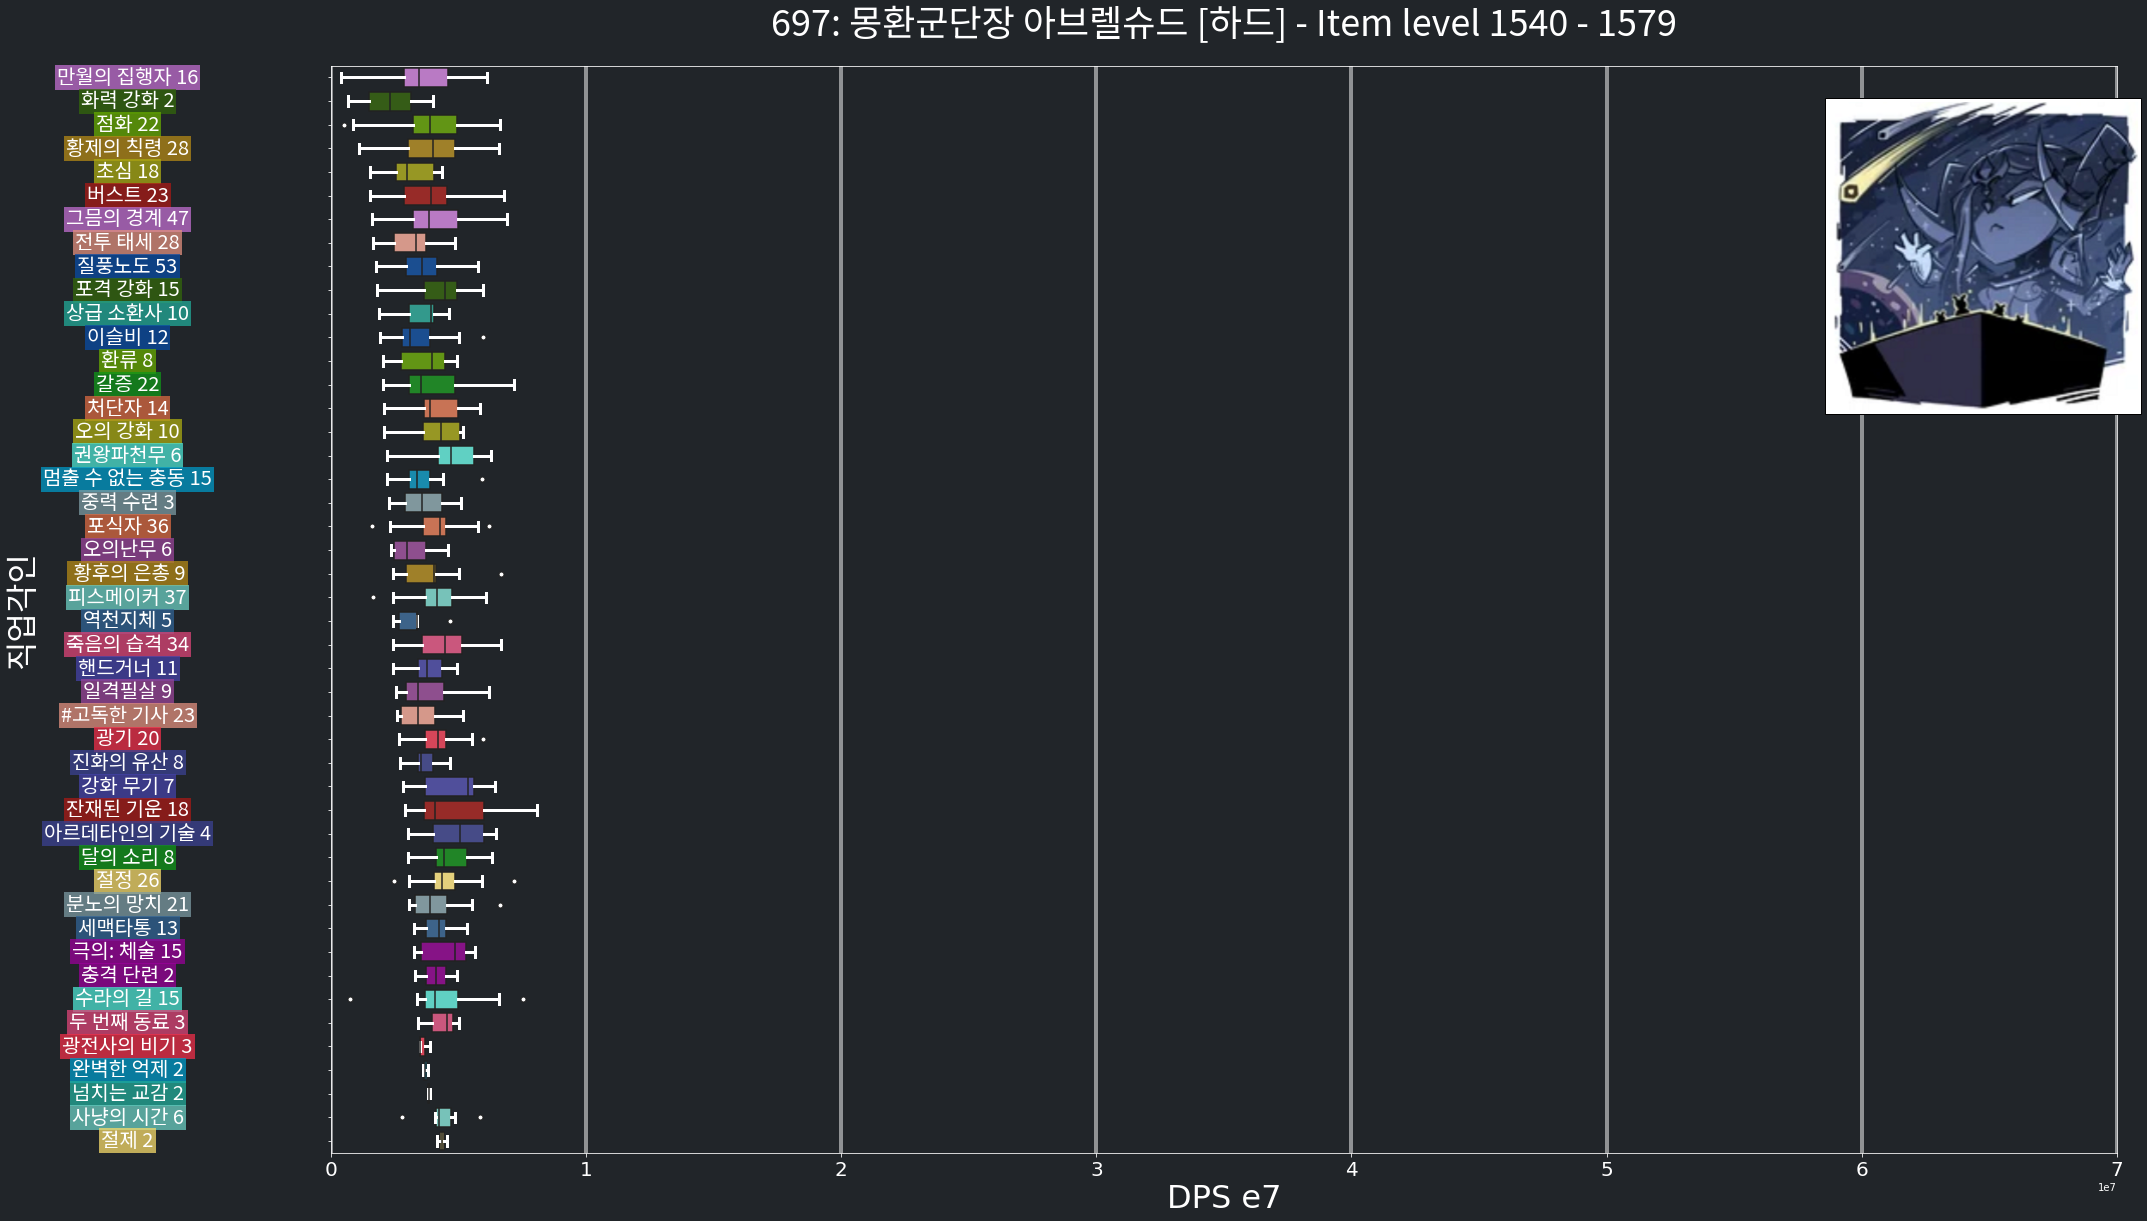 697: 몽환군단장 아브렐슈드 [하드] - Item level 1540 - 1579
만월의 집행자 16
화력 강화 2
점화 22
황제의 칙령 28
초심 18
버스트 23
그믐의 경계 47
전투 태세 28
질풍노도 53
포격 강화 15
상급 소환사 10
이슬비 12
환류 8
갈증 22
처단자 14
오의 강화 10
권왕파천무 6
멈출 수 없는 충동 15
중력 수련 3
포식자 36
오의난무 6
황후의 은총 9
피스메이커 37
역천지체 5
죽음의 습격 34
핸드거너 11
일격필살 9
#고독한 기사 23
광기 20
진화의 유산 8
강화 무기 7
잔재된 기운 18
아르데타인의 기술 4
달의 소리 8
절정 26
분노의 망치 21
세맥타통 13
극의: 체술 15
충격 단련 2
수라의 길 15
두 번째 동료 3
광전사의 비기 3
완벽한 억제 2
넘치는 교감 2
사냥의 시간 6
절제 2
직업각인
0 1 2 3 4 5 6 7
1e7
DPS e7